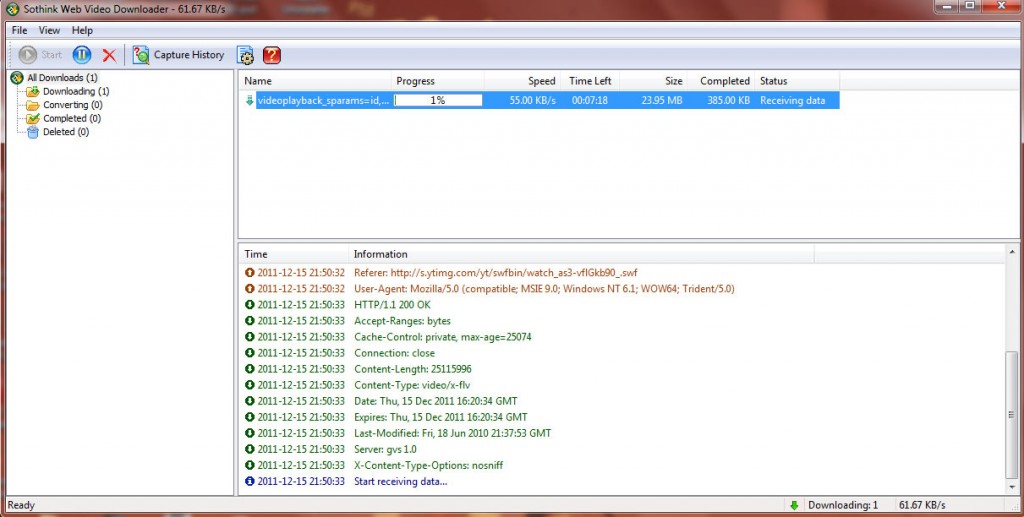 Sothink Web Video Downloader - 61.67 KB/s
File View Help
Start Capture History
All Downloads (1)
Downloading (1)
Converting (0)
Completed (0)
Deleted (0)
Name Progress Speed Time Left Size Completed Status
videoplayback_sparams=id,... 1% 55.00 KB/s 00:07:18 23.95 MB 385.00 KB Receiving data
Time Information
2011-12-15 21:50:32 Referer: http://s.ytimg.com/yt/swfbin/watch_as3-vflGkb90_.swf
2011-12-15 21:50:32 User-Agent: Mozilla/5.0 (compatible; MSIE 9.0; Windows NT 6.1; WOW64; Trident/5.0)
2011-12-15 21:50:33 HTTP/1.1 200 OK
2011-12-15 21:50:33 Accept-Ranges: bytes
2011-12-15 21:50:33 Cache-Control: private, max-age=25074
2011-12-15 21:50:33 Connection: close
2011-12-15 21:50:33 Content-Length: 25115996
2011-12-15 21:50:33 Content-Type: video/x-flv
2011-12-15 21:50:33 Date: Thu, 15 Dec 2011 16:20:34 GMT
2011-12-15 21:50:33 Expires: Thu, 15 Dec 2011 16:20:34 GMT
2011-12-15 21:50:33 Last-Modified: Fri, 18 Jun 2010 21:37:53 GMT
2011-12-15 21:50:33 Server: gvs 1.0
2011-12-15 21:50:33 X-Content-Type-Options: nosniff
2011-12-15 21:50:33 Start receiving data...
Ready Downloading: 1 61.67 KB/s